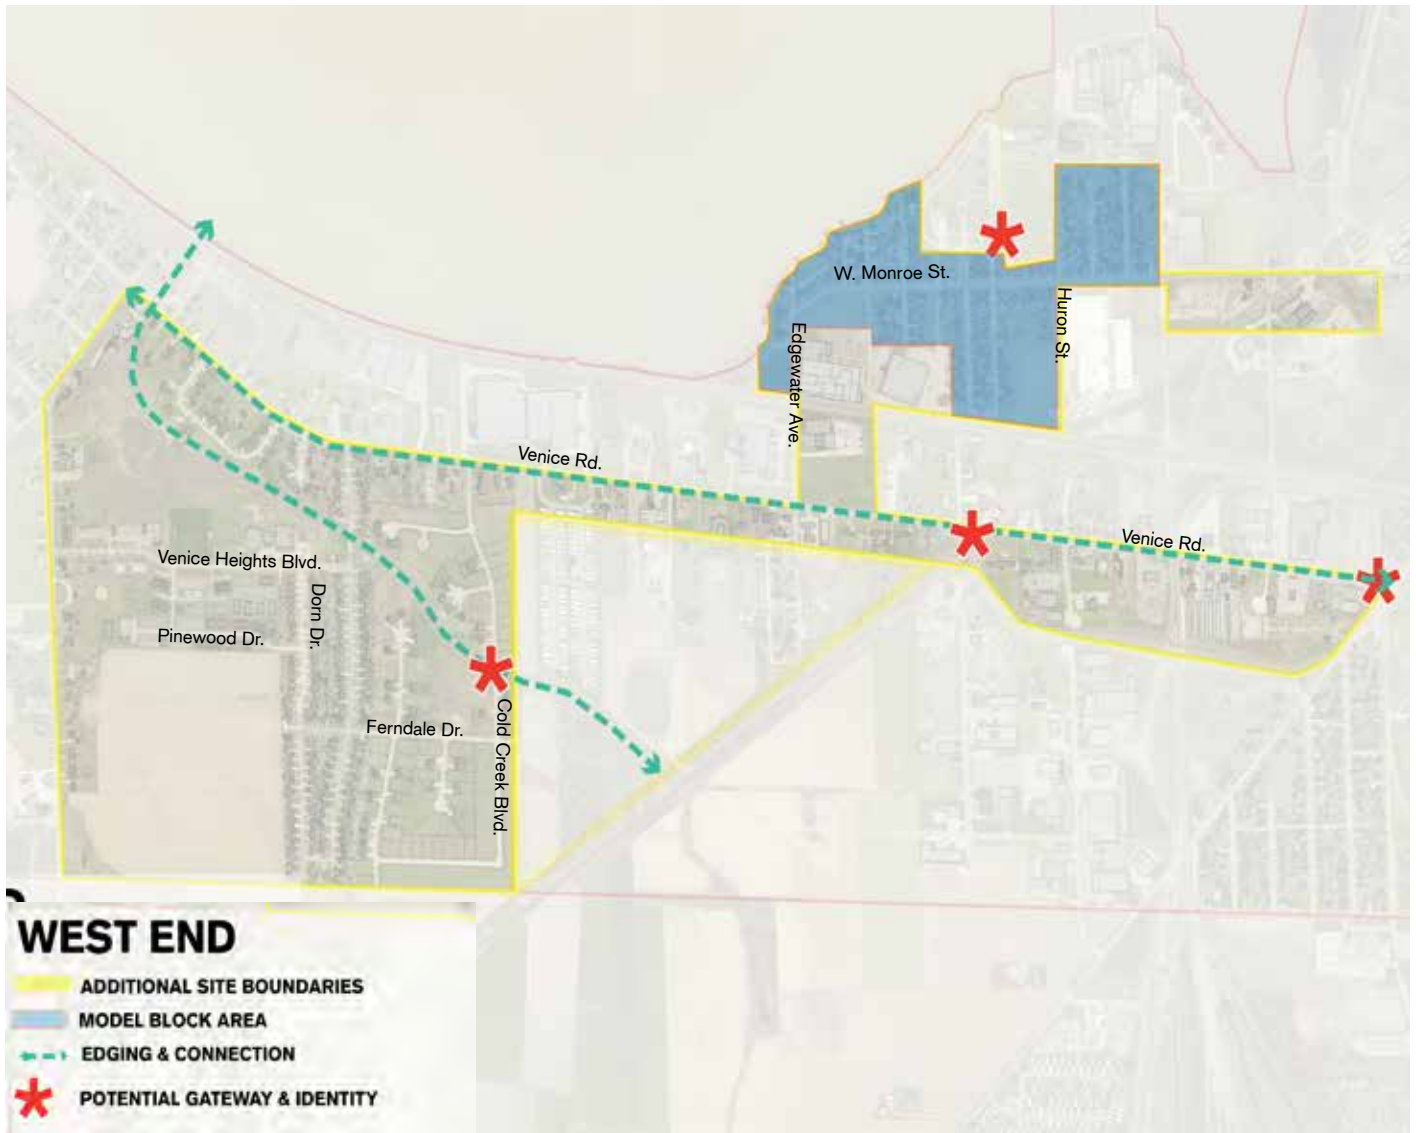 W. Monroe St.
Huron St.
Edgewater Ave.
Venice Rd.
Venice Rd.
Venice Heights Blvd.
Dorn Dr.
Pinewood Dr.
Ferndale Dr.
Cold Creek Blvd.
WEST END
ADDITIONAL SITE BOUNDARIES
MODEL BLOCK AREA
EDGING & CONNECTION
POTENTIAL GATEWAY & IDENTITY